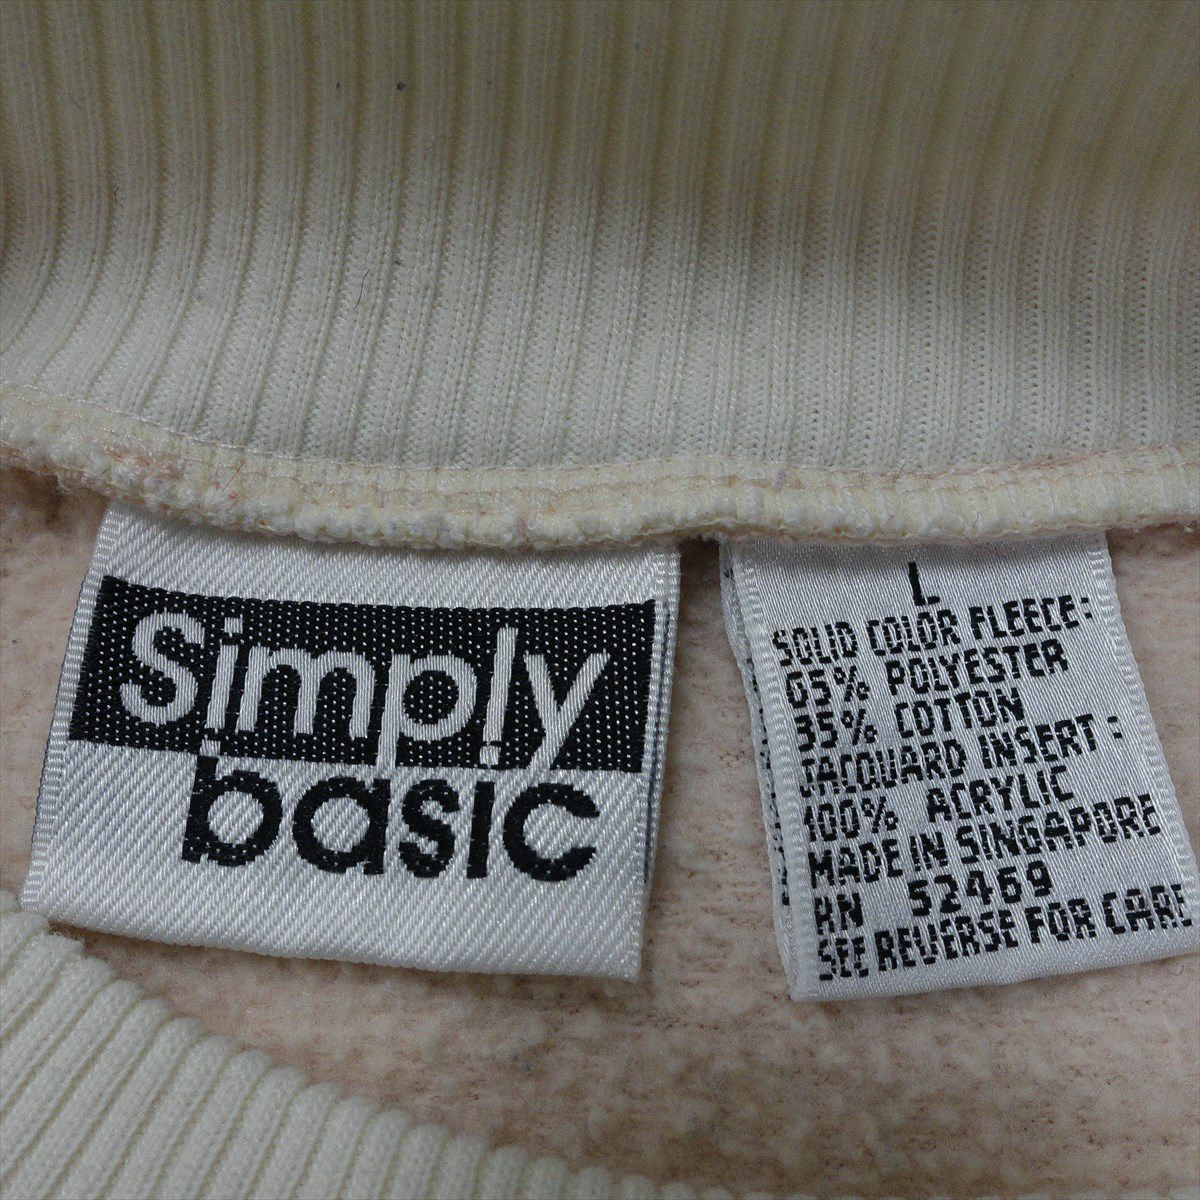 Simply
basic
L
SOLID COLOR FLEECE:
65% POLYESTER
35% COTTON
JACQUARD INSERT:
100% ACRYLIC
MADE IN SINGAPORE
RN 52469
SEE REVERSE FOR CARE